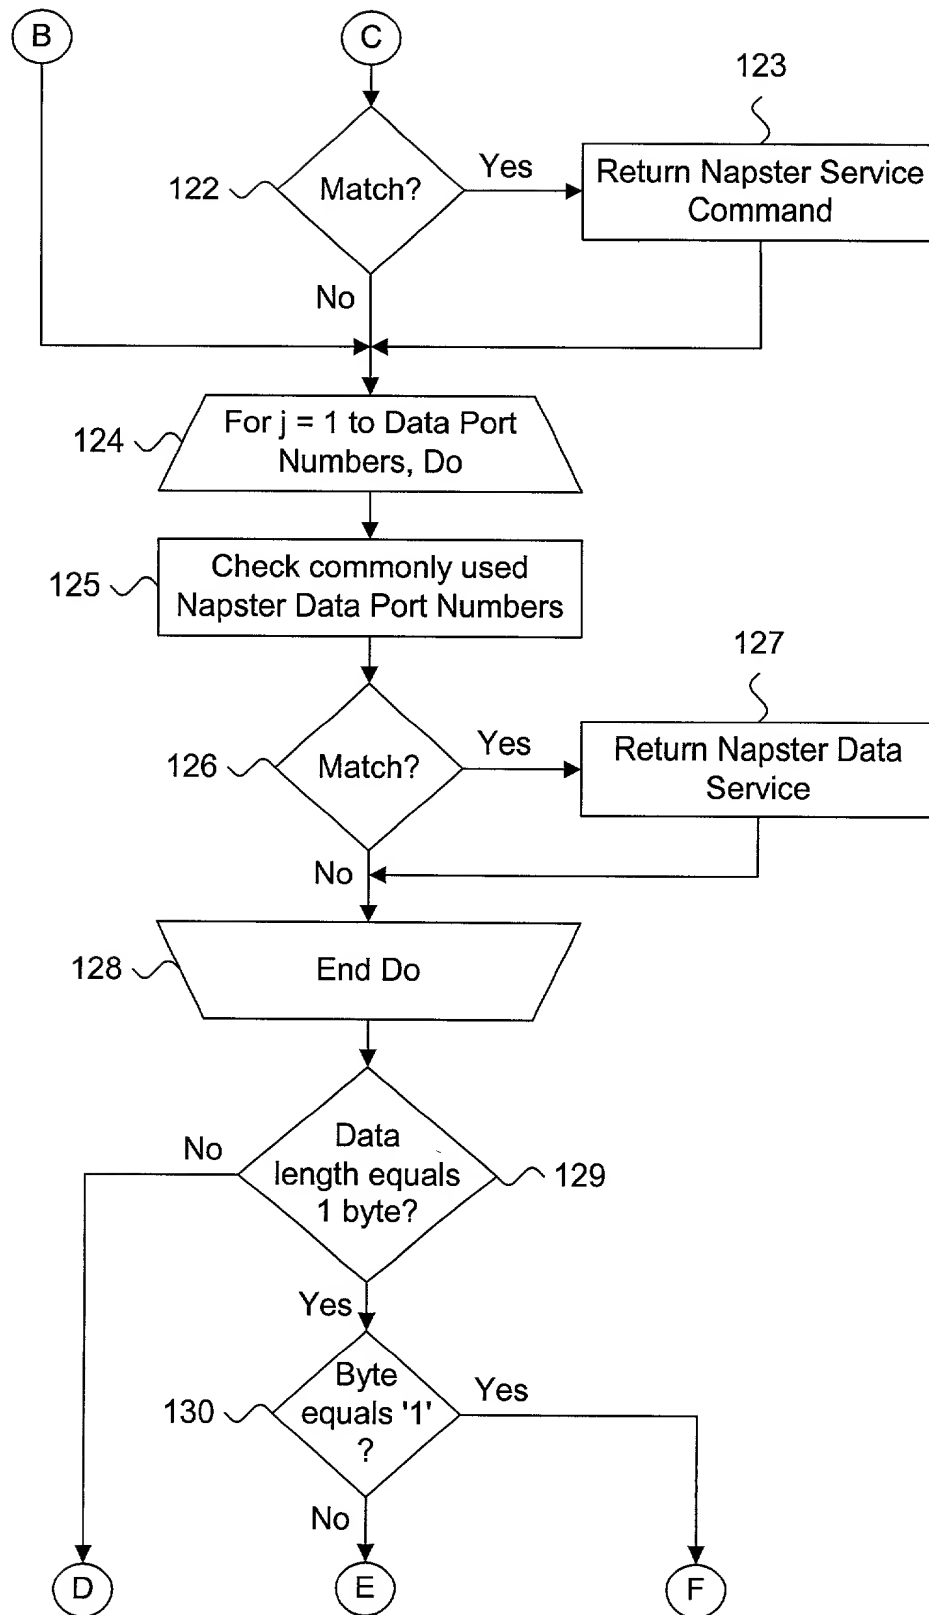 B
C
123
122
Match?
Yes
Return Napster Service
Command
No
124
For j = 1 to Data Port
Numbers, Do
125
Check commonly used
Napster Data Port Numbers
127
126
Match?
Yes
Return Napster Data
Service
No
128
End Do
No
Data
length equals
1 byte?
129
Yes
130
Byte
equals '1'
?
Yes
No
D
E
F